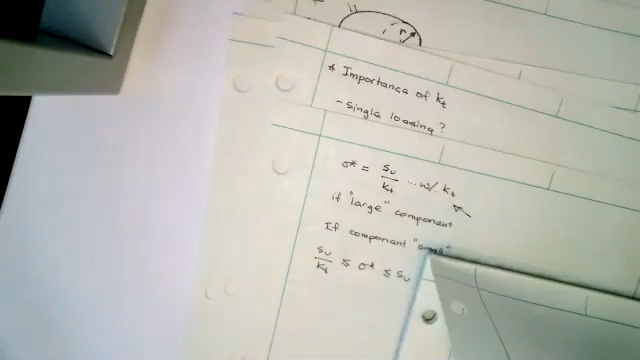 r
* Importance of Kt
- Single loading?
σ* = Su/Kt ... w/ Kt
if "large" component
If component "small"
Su/Kt ≤ σ* ≤ Su